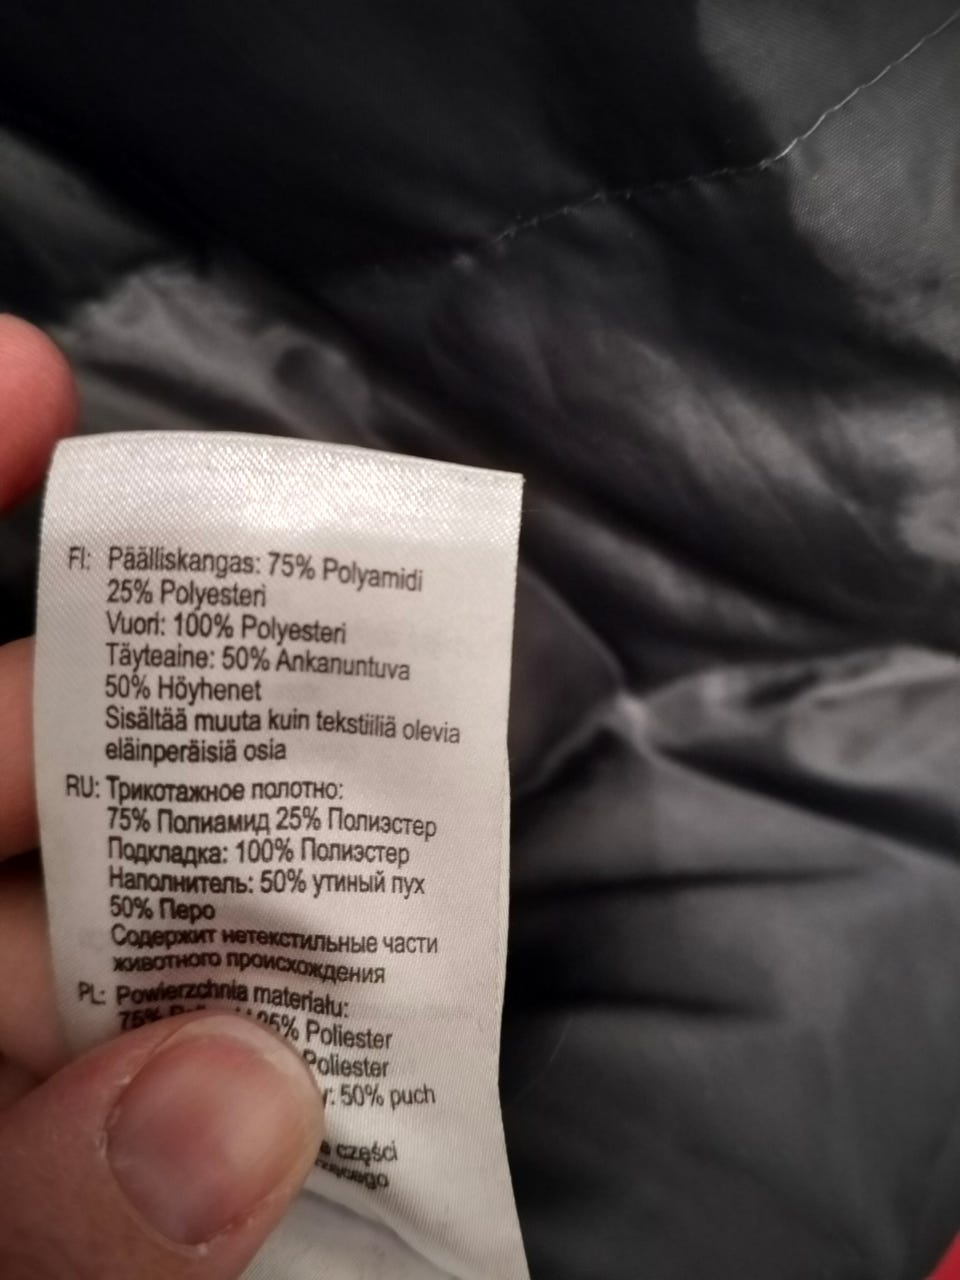 FI: Päälliskangas: 75% Polyamidi
25% Polyesteri
Vuori: 100% Polyesteri
Täyteaine: 50% Ankanuntuva
50% Höyhenet
Sisältää muuta kuin tekstiiliä olevia
eläinperäisiä osia
RU: Трикотажное полотно:
75% Полиамид 25% Полиэстер
Подкладка: 100% Полиэстер
Наполнитель: 50% утиный пух
50% Перо
Содержит нетекстильные части
животного происхождения
PL: Powierzchnia materiału:
75% 25% Poliester
Poliester
50% puch
części